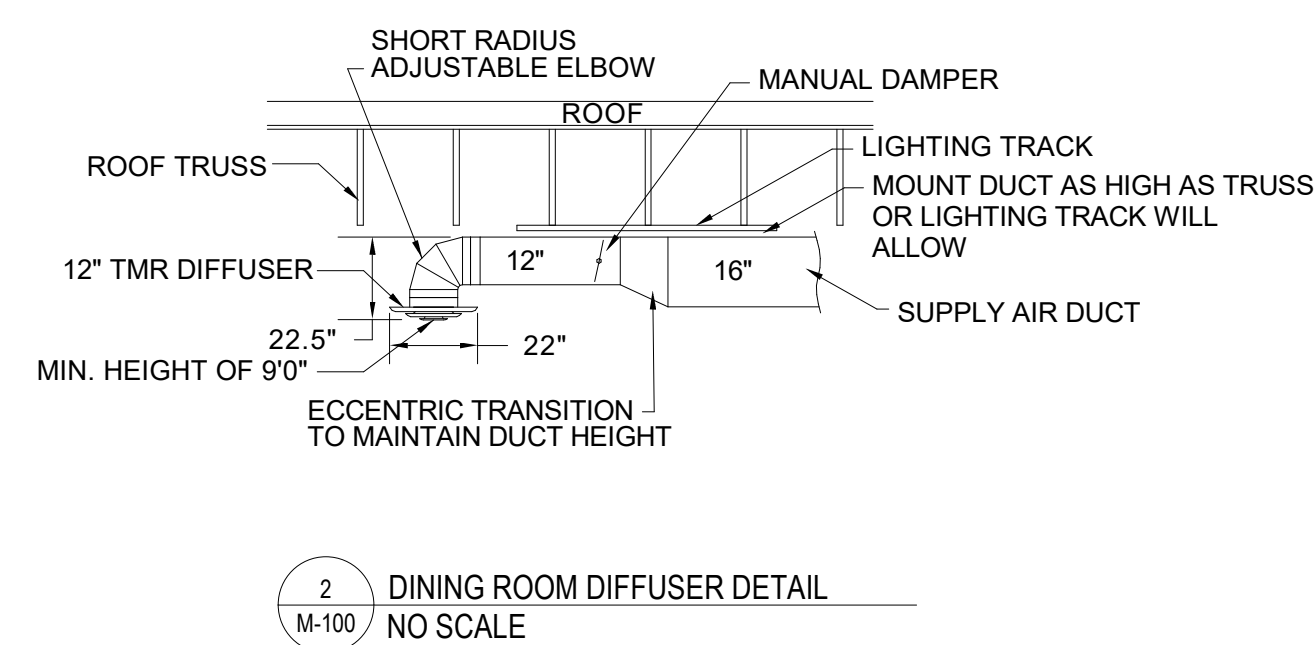 SHORT RADIUS
ADJUSTABLE ELBOW
MANUAL DAMPER
ROOF
LIGHTING TRACK
ROOF TRUSS
MOUNT DUCT AS HIGH AS TRUSS
OR LIGHTING TRACK WILL
ALLOW
12"
16"
12" TMR DIFFUSER
SUPPLY AIR DUCT
22.5"
22"
MIN. HEIGHT OF 9'0"
ECCENTRIC TRANSITION
TO MAINTAIN DUCT HEIGHT
2
DINING ROOM DIFFUSER DETAIL
M-100
NO SCALE